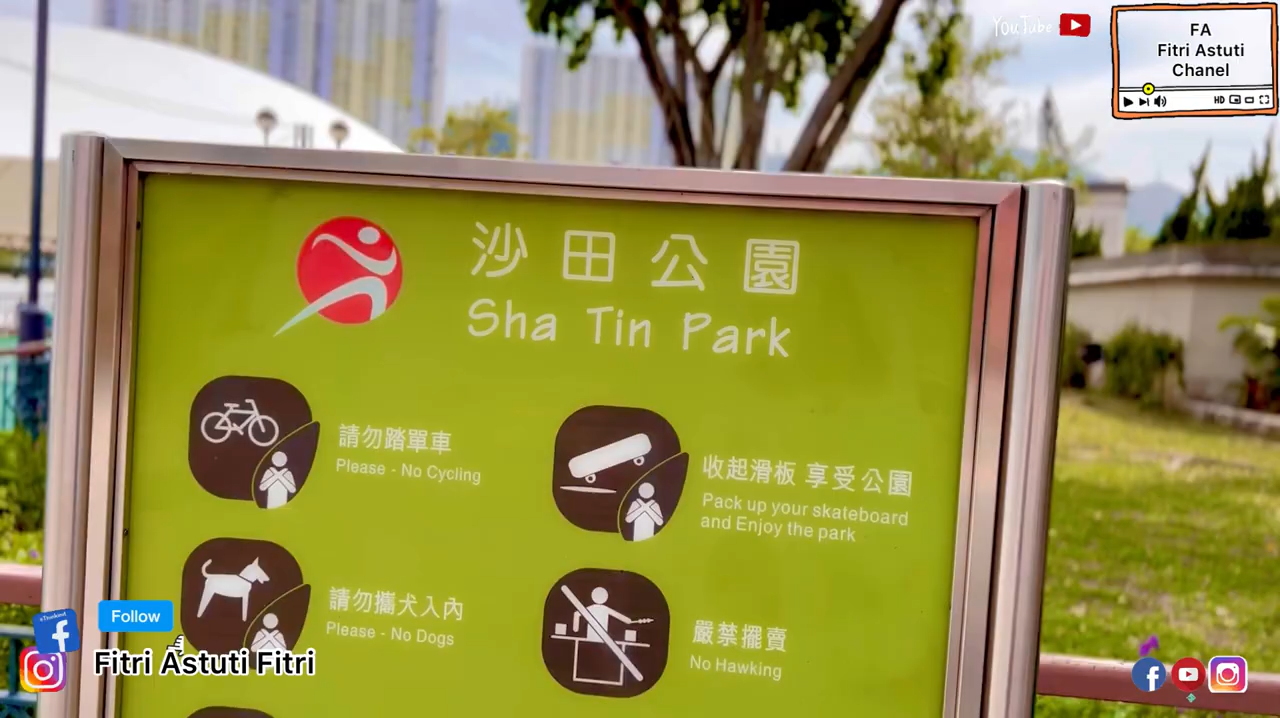 YouTube
FA
Fitri Astuti
Chanel
HD
沙田公園
Sha Tin Park
請勿踏單車
Please - No Cycling
收起滑板 享受公園
Pack up your skateboard
and Enjoy the park
請勿攜犬入內
Please - No Dogs
嚴禁擺賣
No Hawking
Follow
Fitri Astuti Fitri